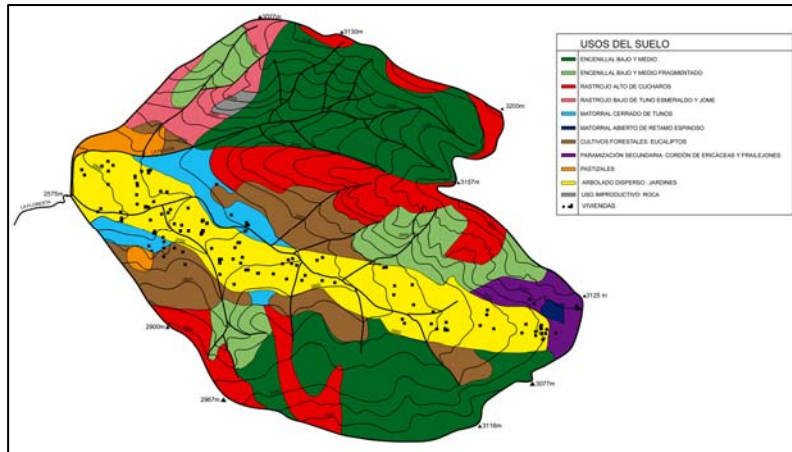 3022m
3130m
3200m
3157m
2575m
LA FLORESTA
3125 m
2900m
3077m
2967m
3116m
USOS DEL SUELO
ENCENILLAL BAJO Y MEDIO
ENCENILLAL BAJO Y MEDIO FRAGMENTADO
RASTROJO ALTO DE CUCHAROS
RASTROJO BAJO DE TUNO ESMERALDO Y JOME
MATORRAL CERRADO DE TUNOS
MATORRAL ABIERTO DE RETAMO ESPINOSO
CULTIVOS FORESTALES: EUCALIPTOS
PARAMIZACIÓN SECUNDARIA: CORDÓN DE ERICÁCEAS Y FRAILEJONES
PASTIZALES
ARBOLADO DISPERSO: JARDINES
USO IMPRODUCTIVO: ROCA
VIVIENDAS